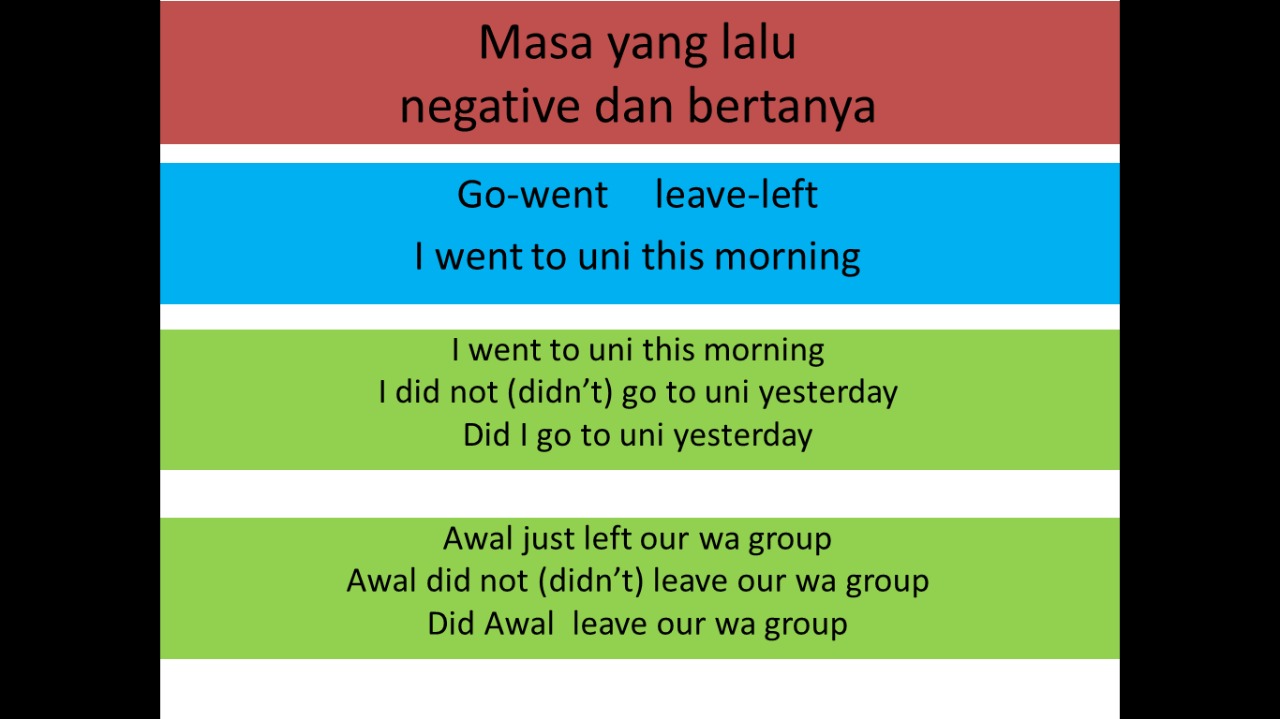 Masa yang lalu
negative dan bertanya
Go-went leave-left
I went to uni this morning
I went to uni this morning
I did not (didn’t) go to uni yesterday
Did I go to uni yesterday
Awal just left our wa group
Awal did not (didn’t) leave our wa group
Did Awal leave our wa group